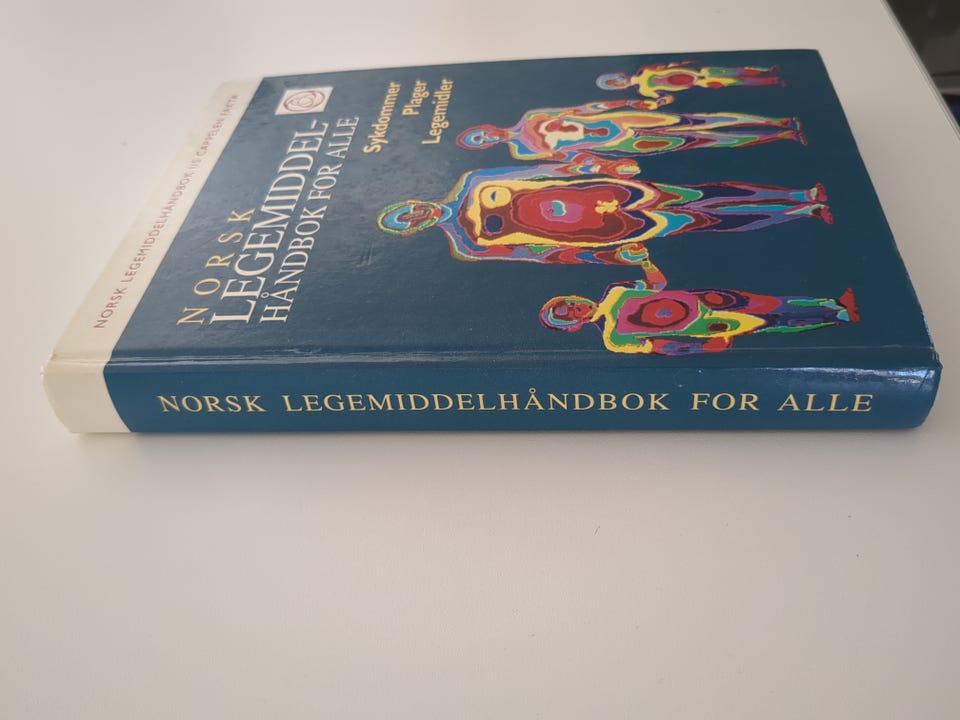 NORSK LEGEMIDDELHÅNDBOK I/S CAPPELEN FAKTA
NORSK
LEGEMIDDEL-
HÅNDBOK FOR ALLE
Sykdommer
Plager
Legemidler
NORSK LEGEMIDDELHÅNDBOK FOR ALLE